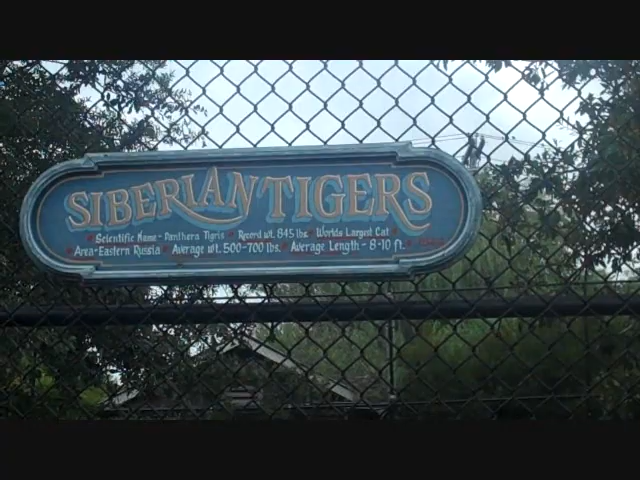 SIBERIAN TIGERS
Scientific Name - Panthera Tigris Record wt. 845 lbs. Worlds Largest Cat
Area - Eastern Russia Average wt. 500-700 lbs. Average Length - 8-10 ft.